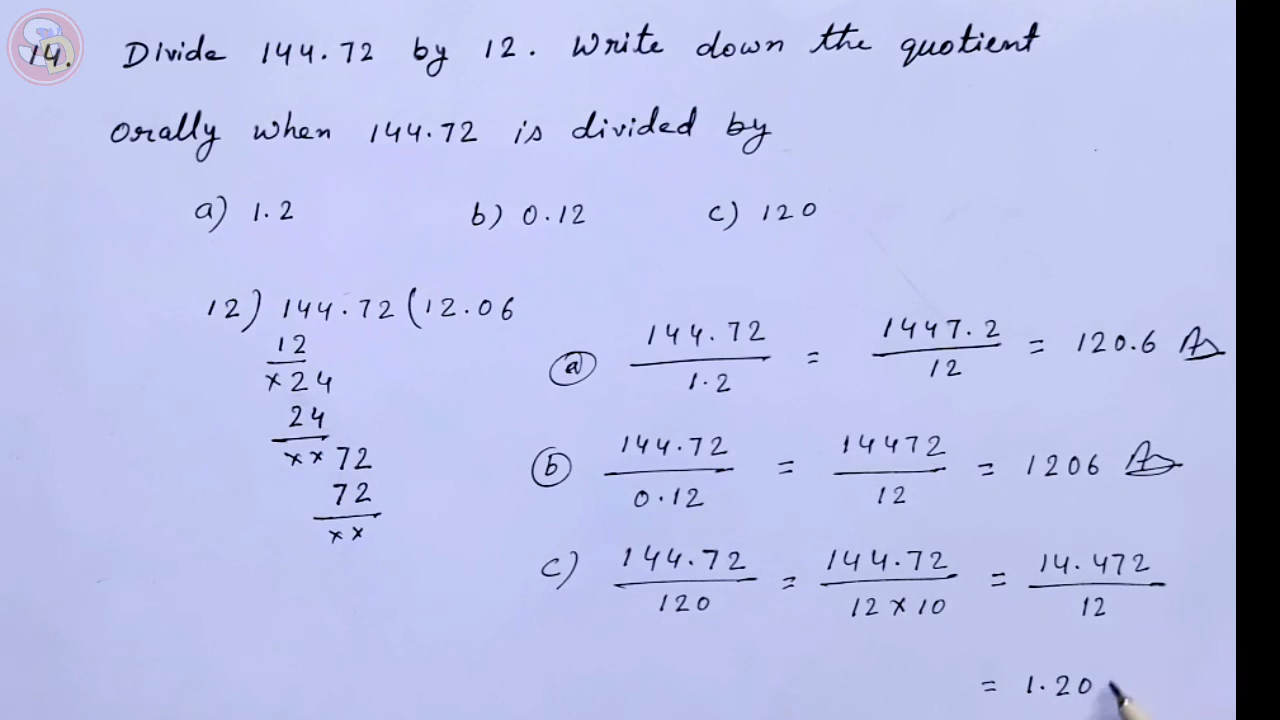 14. Divide 144.72 by 12. Write down the quotient
orally when 144.72 is divided by
a) 1.2 b) 0.12 c) 120
12) 144.72 (12.06
12
×24
24
××72
72
××
(a) 144.72 / 1.2 = 1447.2 / 12 = 120.6 As
(b) 144.72 / 0.12 = 14472 / 12 = 1206 As
c) 144.72 / 120 = 144.72 / 12 × 10 = 14.472 / 12
= 1.20